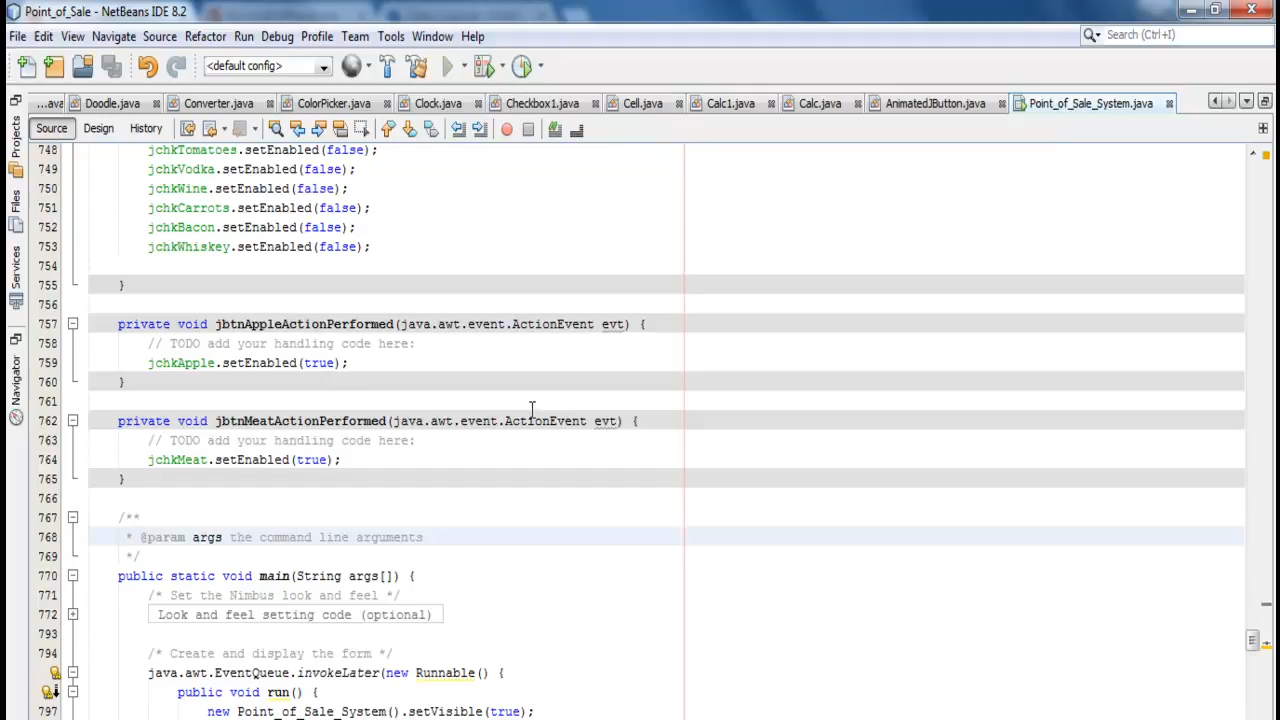 Point_of_Sale - NetBeans IDE 8.2
File Edit View Navigate Source Refactor Run Debug Profile Team Tools Window Help
Search (Ctrl+I)
<default config>
...ava Doodle.java Converter.java ColorPicker.java Clock.java Checkbox1.java Cell.java Calc1.java Calc.java AnimatedJButton.java Point_of_Sale_System.java
Source Design History
Projects
Files
Services
Navigator
748 jchkTomatoes.setEnabled(false);
749 jchkVodka.setEnabled(false);
750 jchkWine.setEnabled(false);
751 jchkCarrots.setEnabled(false);
752 jchkBacon.setEnabled(false);
753 jchkWhiskey.setEnabled(false);
754
755 }
756
757 private void jbtnAppleActionPerformed(java.awt.event.ActionEvent evt) {
758 // TODO add your handling code here:
759 jchkApple.setEnabled(true);
760 }
761
762 private void jbtnMeatActionPerformed(java.awt.event.ActionEvent evt) {
763 // TODO add your handling code here:
764 jchkMeat.setEnabled(true);
765 }
766
767 /**
768 * @param args the command line arguments
769 */
770 public static void main(String args[]) {
771 /* Set the Nimbus look and feel */
772 Look and feel setting code (optional)
793
794 /* Create and display the form */
java.awt.EventQueue.invokeLater(new Runnable() {
public void run() {
797 new Point_of_Sale_System().setVisible(true);